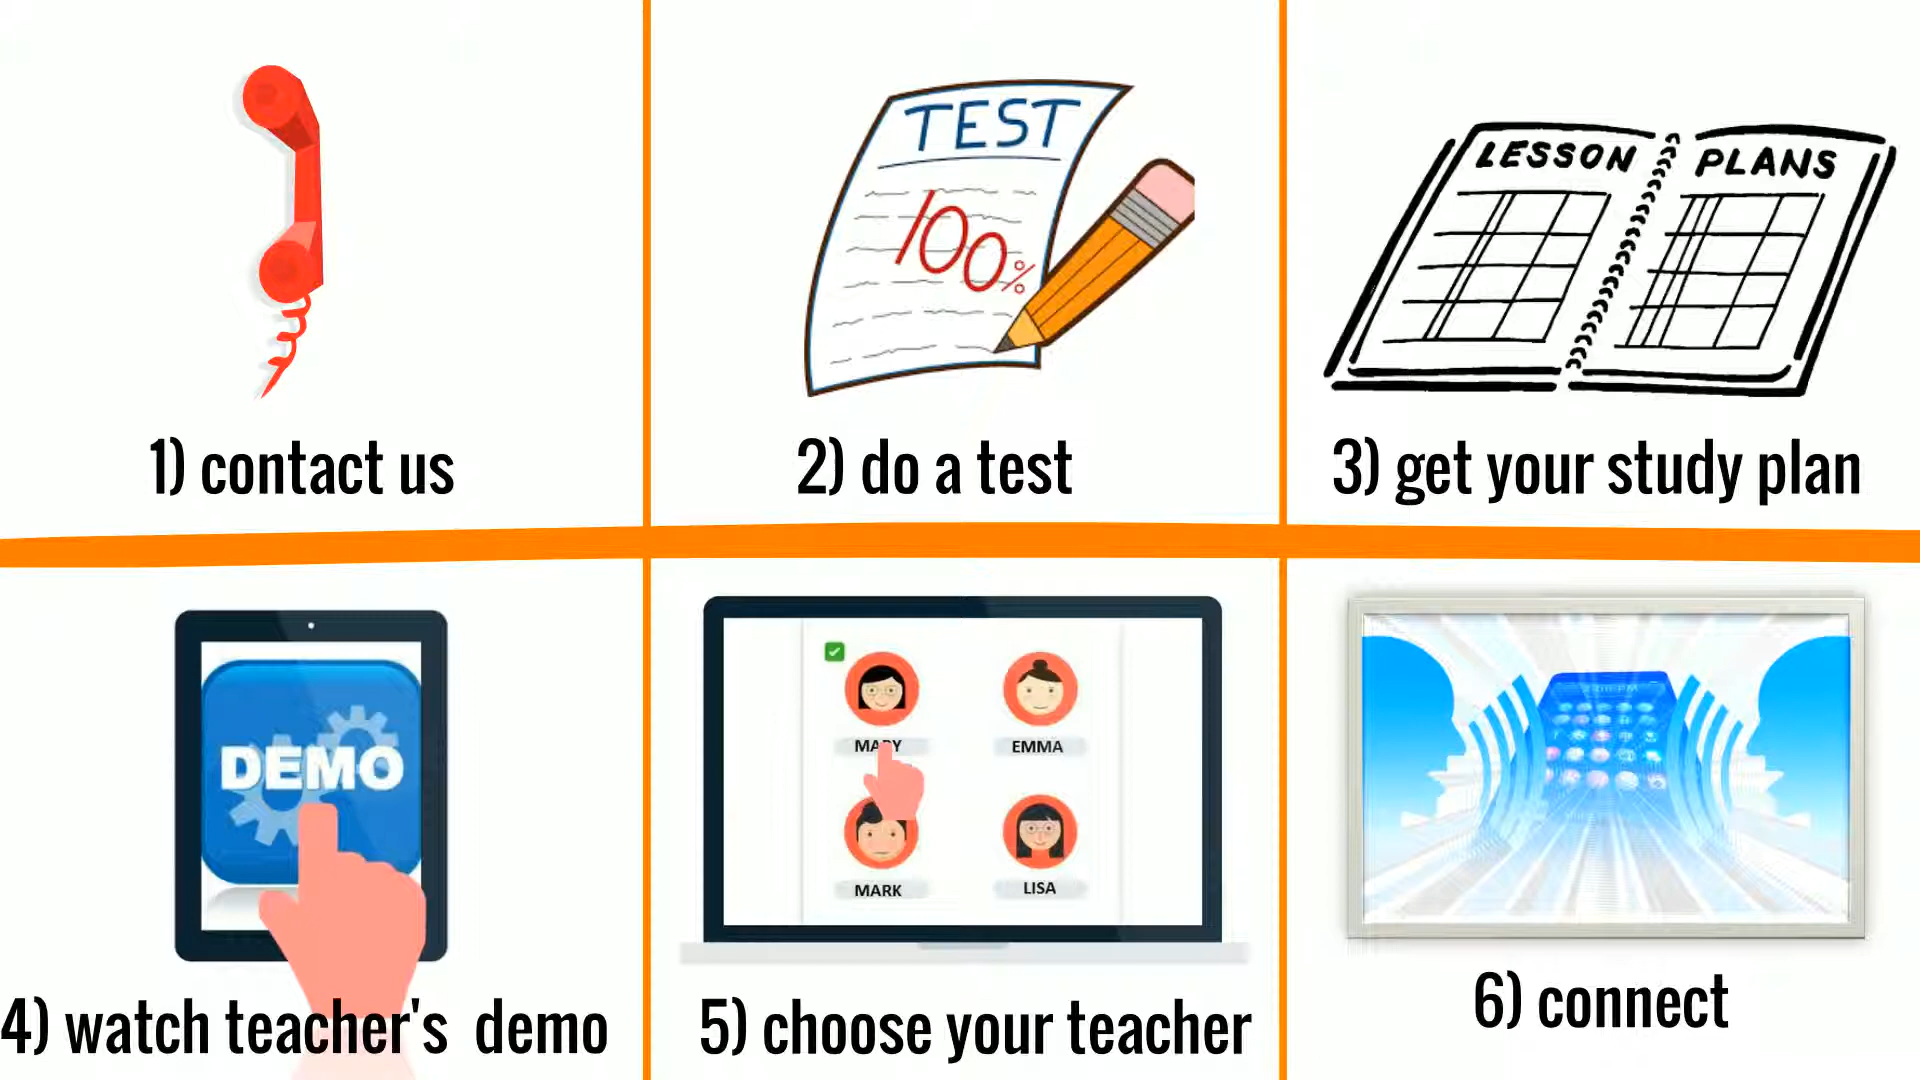 TEST
100%
LESSON PLANS
1) contact us
2) do a test
3) get your study plan
DEMO
MARY
EMMA
MARK
LISA
4) watch teacher's demo
5) choose your teacher
6) connect